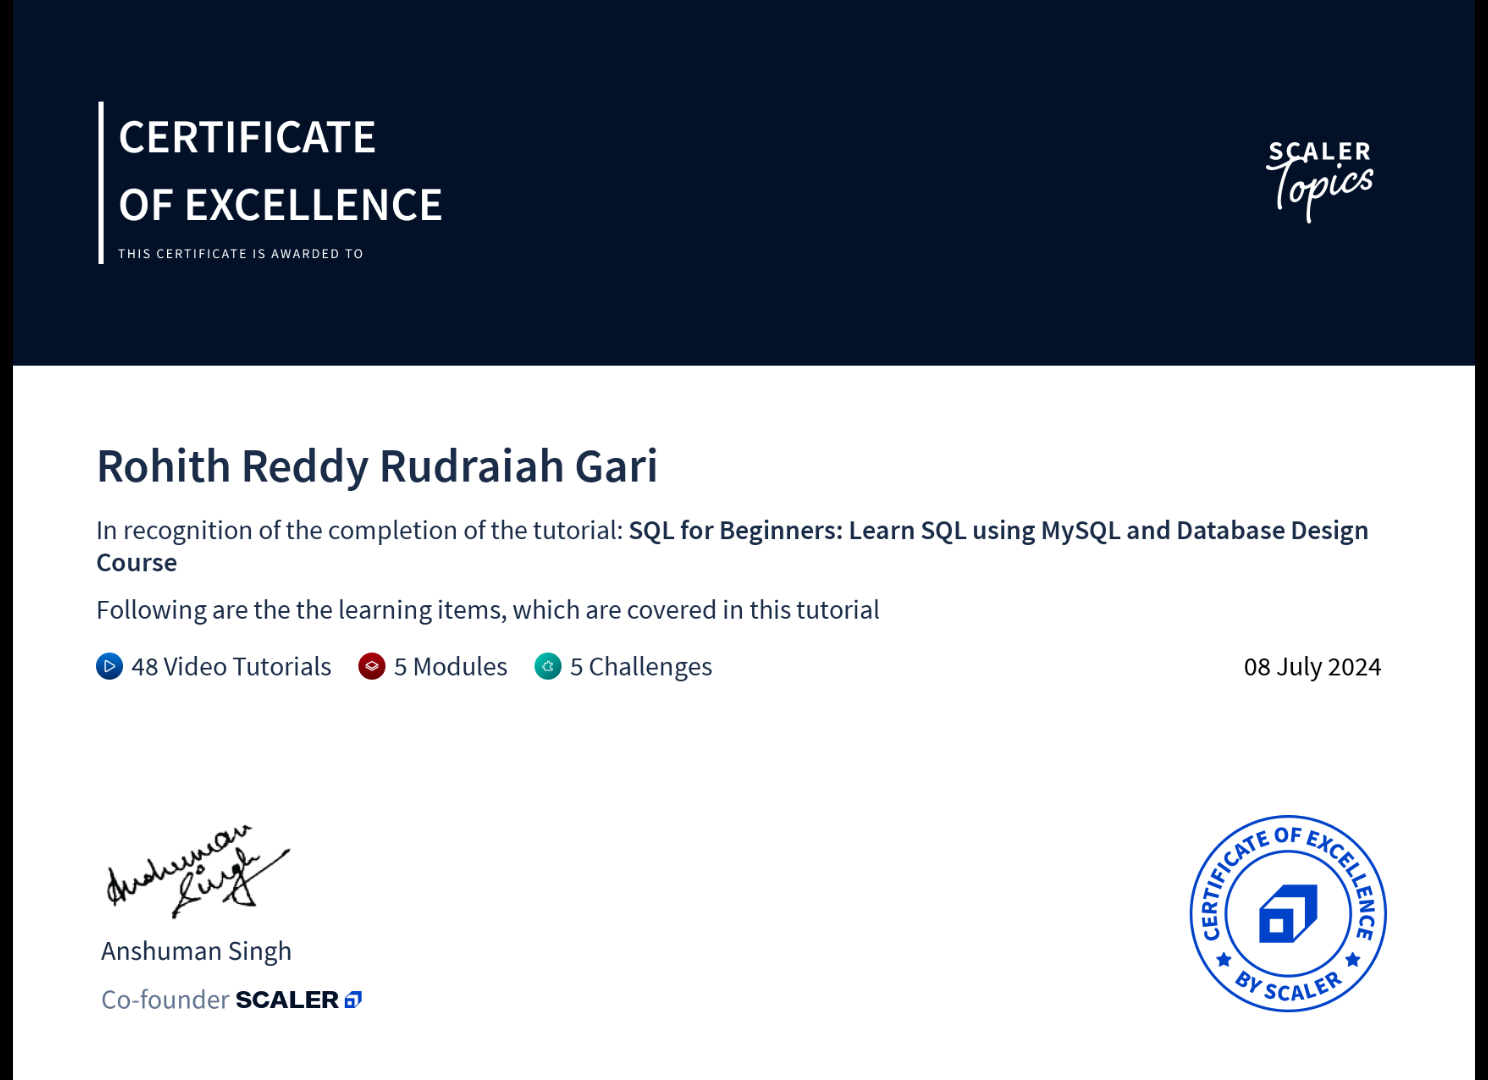 CERTIFICATE
OF EXCELLENCE
THIS CERTIFICATE IS AWARDED TO
SCALER
Topics
Rohith Reddy Rudraiah Gari
In recognition of the completion of the tutorial: SQL for Beginners: Learn SQL using MySQL and Database Design
Course
Following are the the learning items, which are covered in this tutorial
48 Video Tutorials 5 Modules 5 Challenges 08 July 2024
Anshuman
Singh
Anshuman Singh
Co-founder SCALER
CERTIFICATE OF EXCELLENCE
BY SCALER